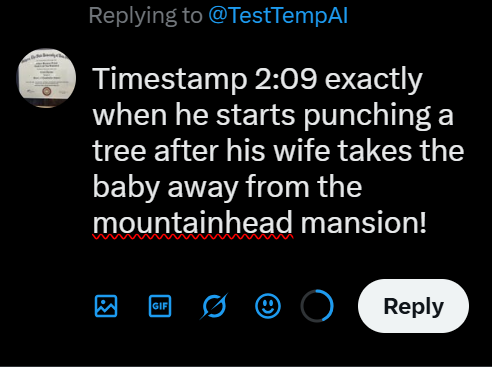 Replying to @TestTempAI
Timestamp 2:09 exactly
when he starts punching a
tree after his wife takes the
baby away from the
mountainhead mansion!
GIF
Reply